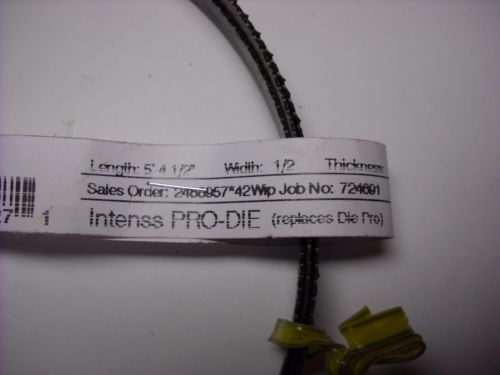 Length: 5' 4 1/2" Width: 1/2 Thickness:
Sales Order: 2466957*42Wip Job No: 724691
Intenss PRO-DIE (replaces Die Pro)